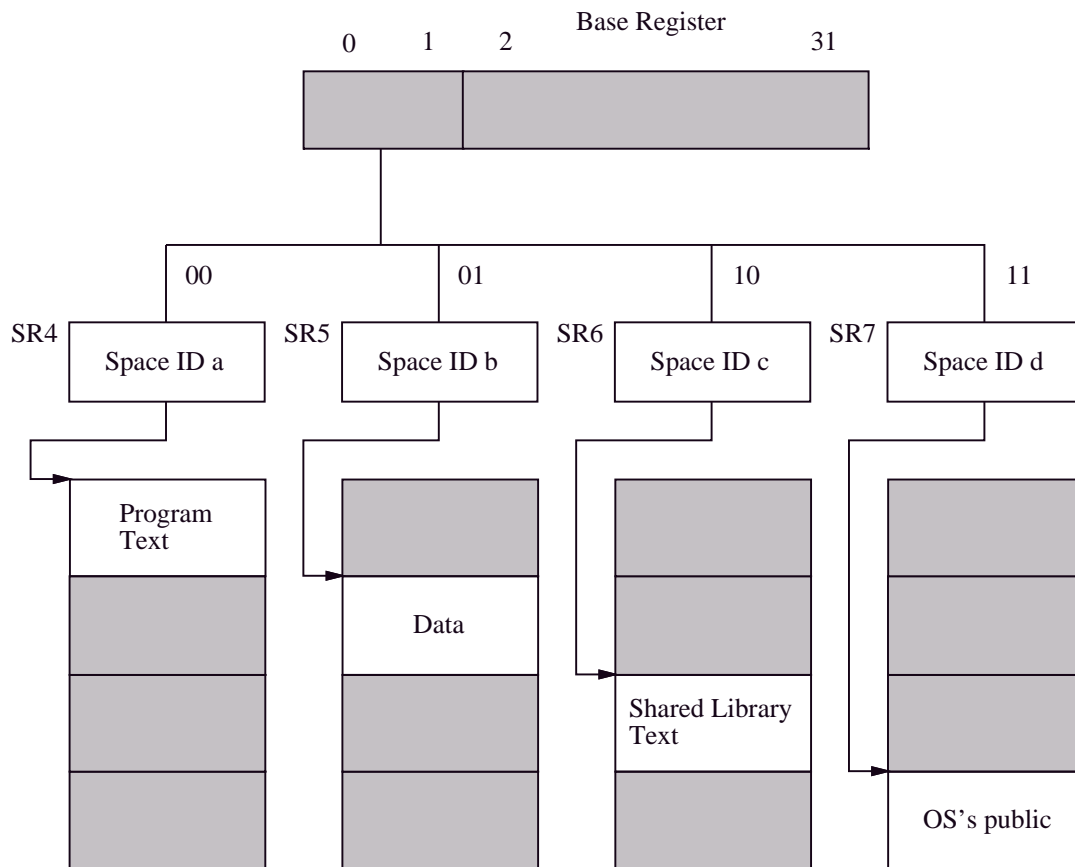 Base Register
0 1 2 31
00 01 10 11
SR4 SR5 SR6 SR7
Space ID a Space ID b Space ID c Space ID d
Program
Text
Data
Shared Library
Text
OS's public